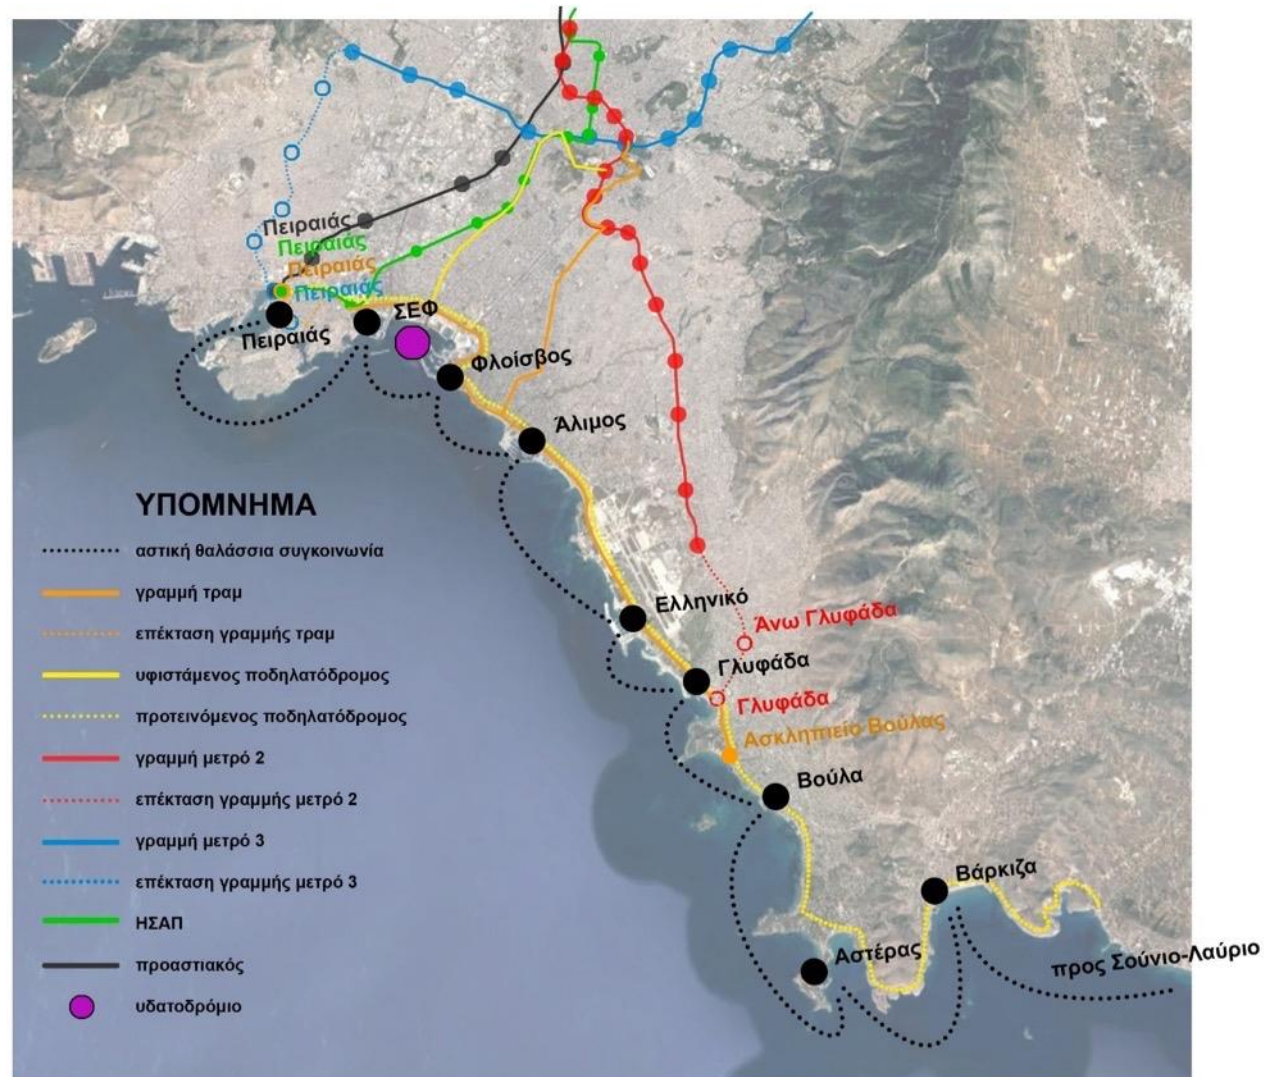 Πειραιάς
Πειραιάς
Πειραιάς
Πειραιάς
Πειραιάς
ΣΕΦ
Φλοίσβος
Άλιμος
ΥΠΟΜΝΗΜΑ
αστική θαλάσσια συγκοινωνία
γραμμή τραμ
επέκταση γραμμής τραμ
υφιστάμενος ποδηλατόδρομος
προτεινόμενος ποδηλατόδρομος
γραμμή μετρό 2
επέκταση γραμμής μετρό 2
γραμμή μετρό 3
επέκταση γραμμής μετρό 3
ΗΣΑΠ
προαστιακός
υδατοδρόμιο
Ελληνικό
Άνω Γλυφάδα
Γλυφάδα
Γλυφάδα
Ασκληπιείο Βούλας
Βούλα
Βάρκιζα
Αστέρας
προς Σούνιο-Λαύριο